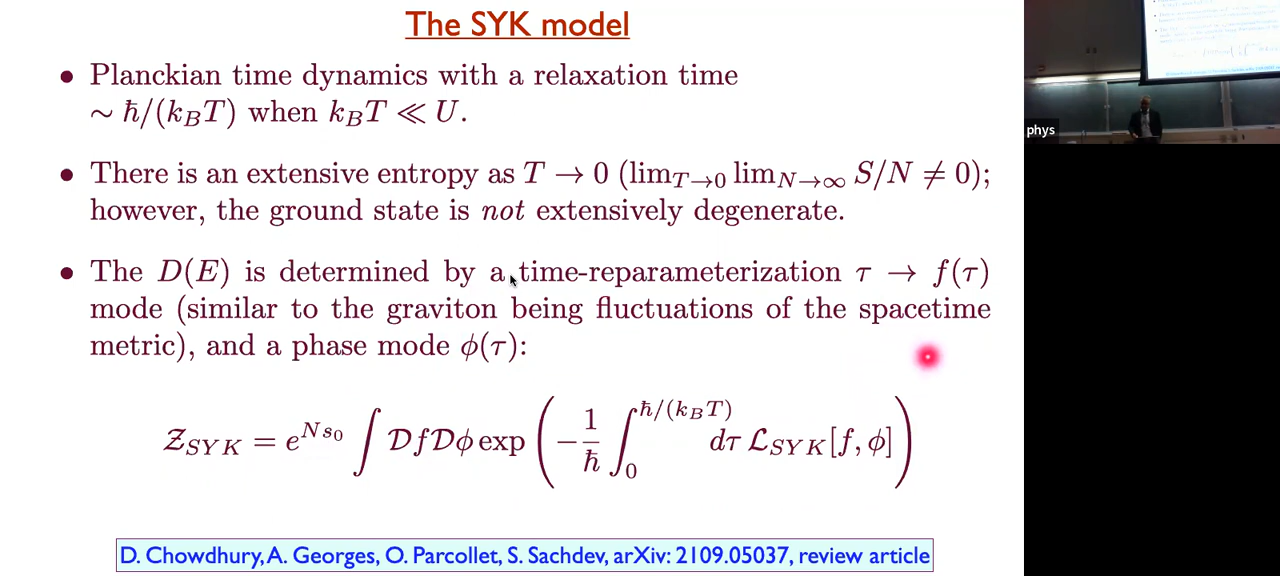 The SYK model
• Planckian time dynamics with a relaxation time
∼ ħ/(k_B T) when k_B T ≪ U.
• There is an extensive entropy as T → 0 (lim_{T→0} lim_{N→∞} S/N ≠ 0);
however, the ground state is not extensively degenerate.
• The D(E) is determined by a time-reparameterization τ → f(τ)
mode (similar to the graviton being fluctuations of the spacetime
metric), and a phase mode ϕ(τ):
𝒵_{SYK} = e^{Ns_0} ∫ 𝒟f𝒟ϕ exp (−1/ħ ∫_0^{ħ/(k_B T)} dτ ℒ_{SYK}[f, ϕ])
D. Chowdhury, A. Georges, O. Parcollet, S. Sachdev, arXiv: 2109.05037, review article
phys